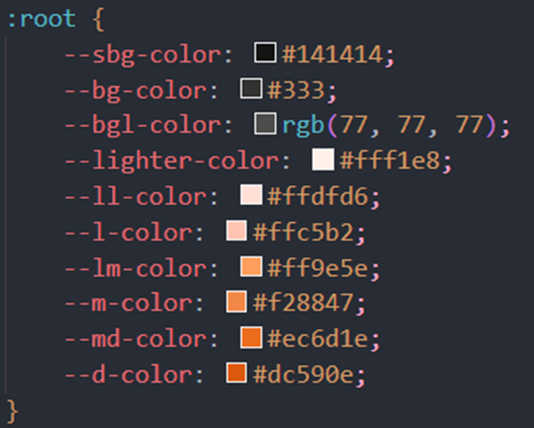 :root {
--sbg-color: #141414;
--bg-color: #333;
--bgl-color: rgb(77, 77, 77);
--lighter-color: #fff1e8;
--ll-color: #ffdfd6;
--l-color: #ffc5b2;
--lm-color: #ff9e5e;
--m-color: #f28847;
--md-color: #ec6d1e;
--d-color: #dc590e;
}